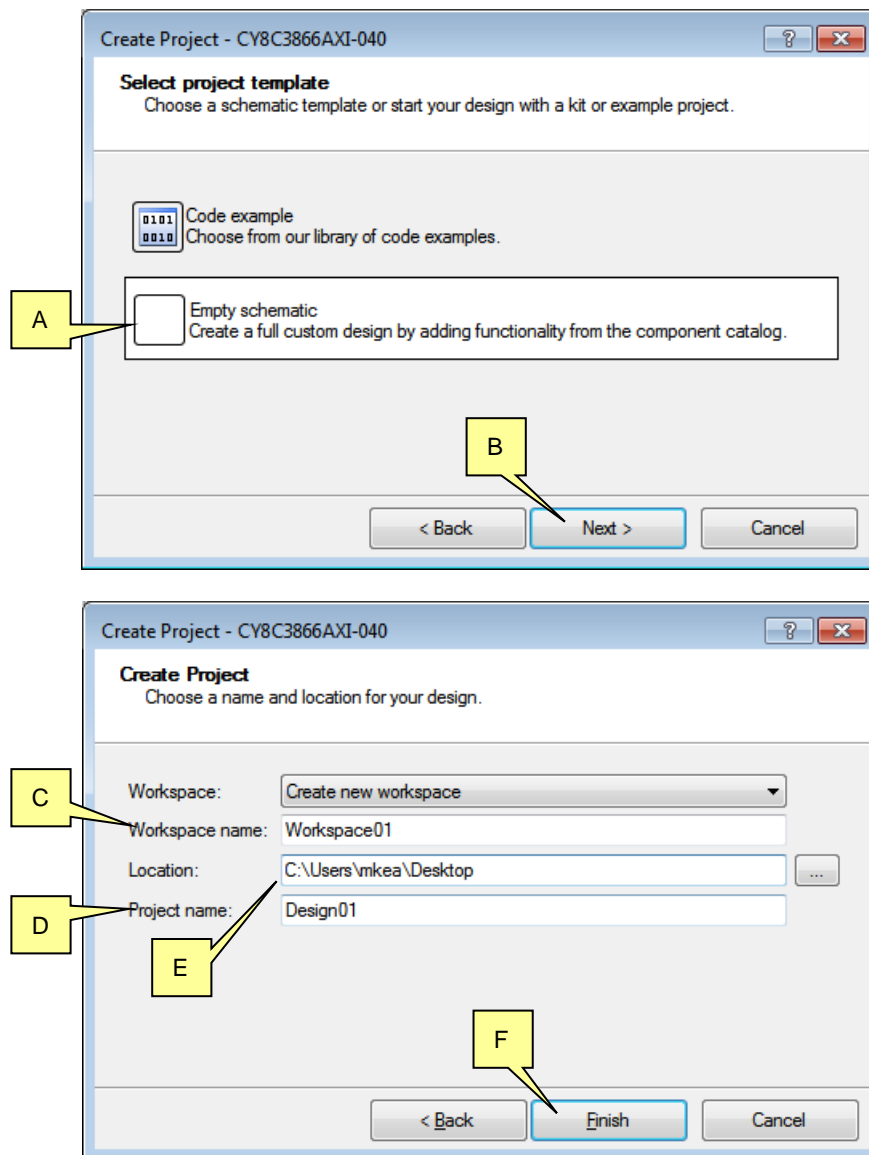 Create Project - CY8C3866AXI-040
Select project template
Choose a schematic template or start your design with a kit or example project.
0101
0010
Code example
Choose from our library of code examples.
A
Empty schematic
Create a full custom design by adding functionality from the component catalog.
B
< Back
Next >
Cancel
Create Project - CY8C3866AXI-040
Create Project
Choose a name and location for your design.
Workspace: Create new workspace
C
Workspace name: Workspace01
Location: C:\Users\mkea\Desktop ...
Project name: Design01
D
E
F
< Back
Finish
Cancel